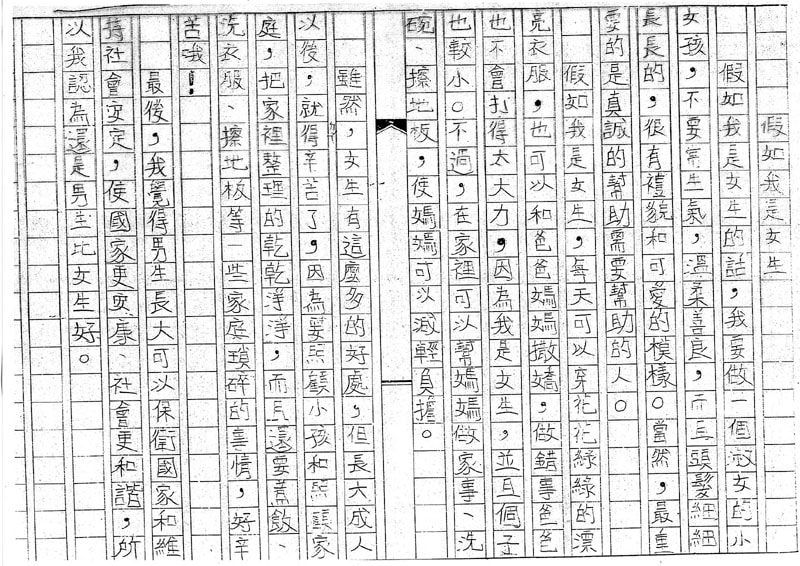 假如我是女生
假如我是女生的話，我要做一個淑女的小
女孩，不要常生氣，溫柔善良，而且頭髮細細
長長的，很有禮貌和可愛的模樣。當然，最重
要的是真誠的幫助需要幫助的人。
假如我是女生，每天可以穿花花綠綠的漂
亮衣服，也可以和爸爸媽媽撒嬌，做錯事爸爸
也不會打得太大力，因為我是女生，並且個子
也較小。不過，在家裡可以幫媽媽做家事、洗
碗、擦地板，使媽媽可以減輕負擔。
雖然，女生有這麼多的好處，但長大成人
以後，就得辛苦了，因為要照顧小孩和照顧家
庭，把家裡整理的乾乾淨淨，而且還要煮飯、
洗衣服、擦地板等一些家庭瑣碎的事情，好辛
苦哦！
最後，我覺得男生長大可以保衛國家和維
持社會安定，使國家更安康、社會更和諧，所
以我認為還是男生比女生好。